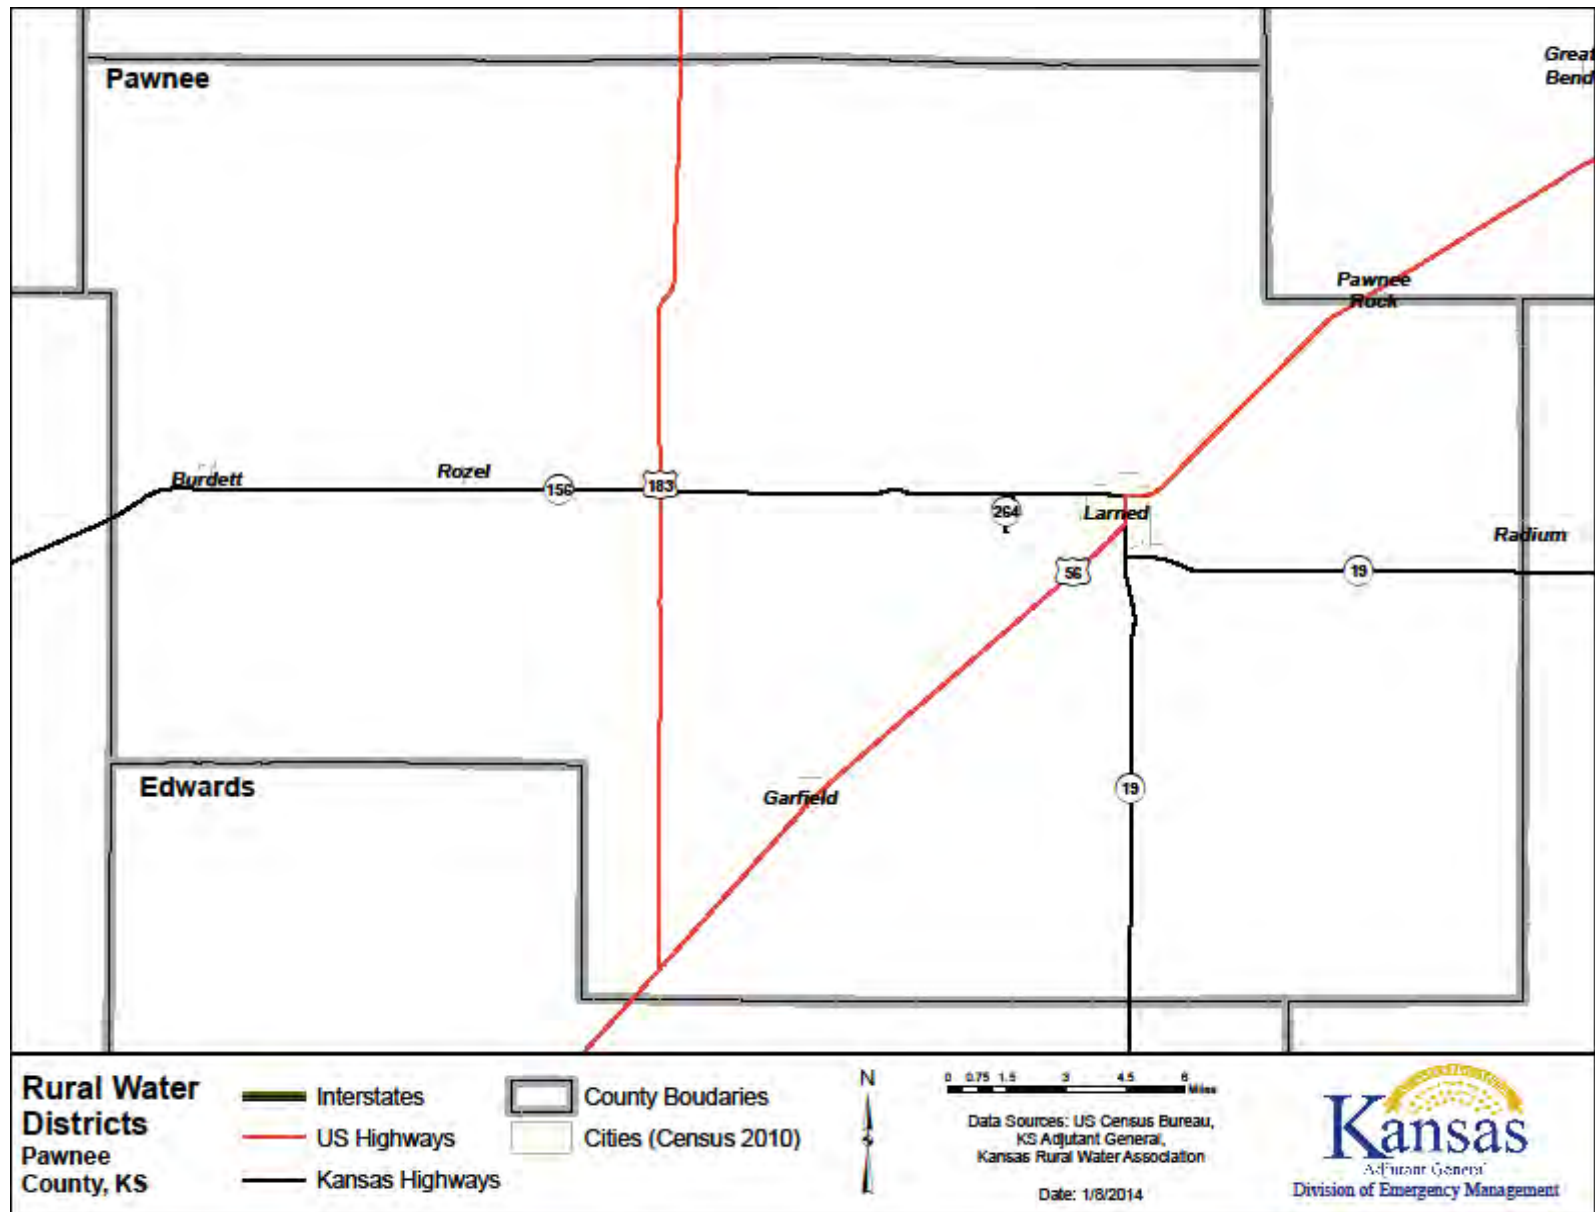 Great
Bend
Pawnee
Pawnee
Rock
Burdett
Rozel
156
183
264
Larned
Radium
56
19
Edwards
Garfield
19
Rural Water
Districts
Pawnee
County, KS
Interstates
US Highways
Kansas Highways
County Boudaries
Cities (Census 2010)
N
0 0.75 1.5 3 4.5 6
Miles
Data Sources: US Census Bureau,
KS Adjutant General,
Kansas Rural Water Association
Date: 1/8/2014
Kansas
Adjutant General
Division of Emergency Management